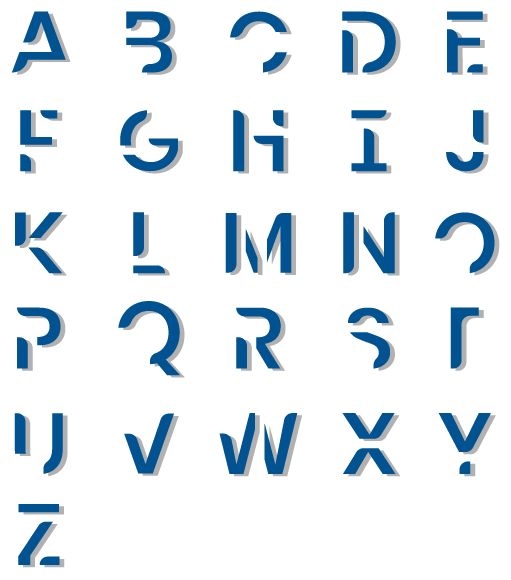 A B C D E
F G H I J
K L M N O
P Q R S T
U V W X Y
Z